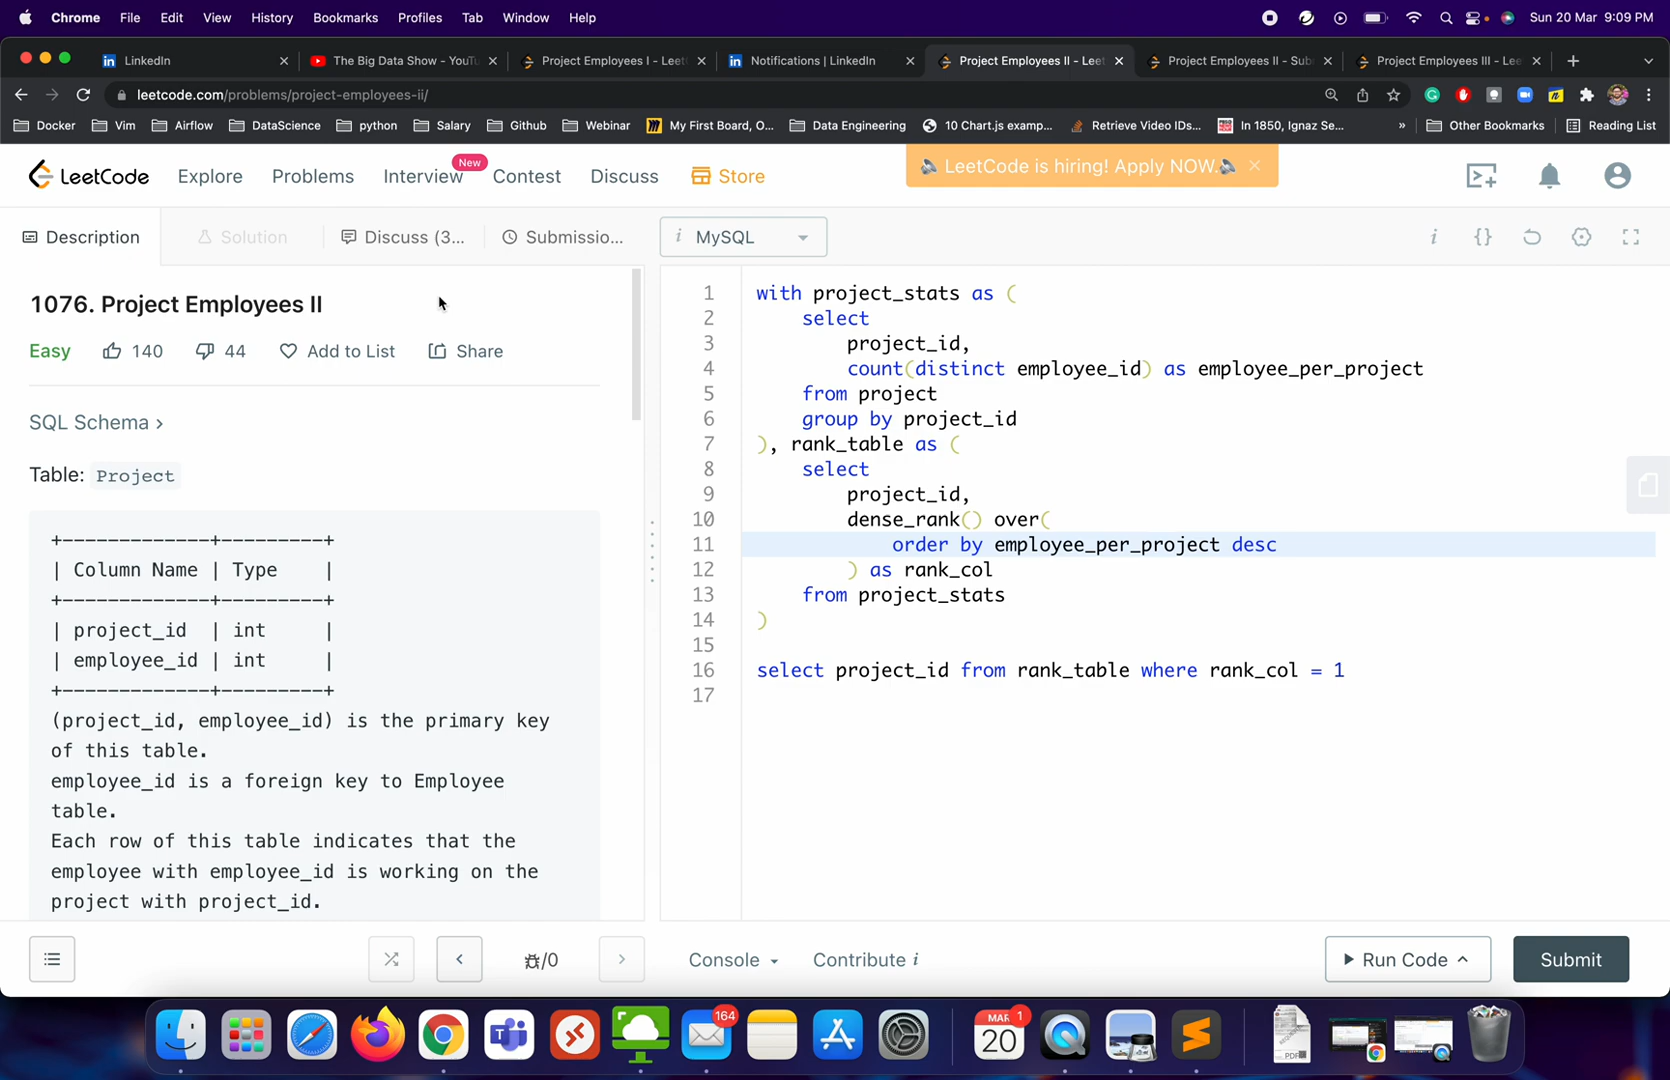 Chrome File Edit View History Bookmarks Profiles Tab Window Help Sun 20 Mar 9:09 PM
LinkedIn The Big Data Show - YouTu Project Employees I - Leet Notifications | LinkedIn Project Employees II - Leet Project Employees II - Sub Project Employees III - Lee
leetcode.com/problems/project-employees-ii/
Docker Vim Airflow DataScience python Salary Github Webinar My First Board, O... Data Engineering 10 Chart.js examp... Retrieve Video IDs... In 1850, Ignaz Se... » Other Bookmarks Reading List
LeetCode Explore Problems Interview New Contest Discuss Store LeetCode is hiring! Apply NOW.
Description Solution Discuss (3... Submissio... i MySQL
1076. Project Employees II
Easy 140 44 Add to List Share
SQL Schema >
Table: Project
+-------------+---------+
| Column Name | Type    |
+-------------+---------+
| project_id  | int     |
| employee_id | int     |
+-------------+---------+
(project_id, employee_id) is the primary key
of this table.
employee_id is a foreign key to Employee
table.
Each row of this table indicates that the
employee with employee_id is working on the
project with project_id.
1 with project_stats as (
2 select
3 project_id,
4 count(distinct employee_id) as employee_per_project
5 from project
6 group by project_id
7 ), rank_table as (
8 select
9 project_id,
10 dense_rank() over(
11 order by employee_per_project desc
12 ) as rank_col
13 from project_stats
14 )
15
16 select project_id from rank_table where rank_col = 1
17
/0 Console Contribute i Run Code Submit
164 MAR 20 1 PDF